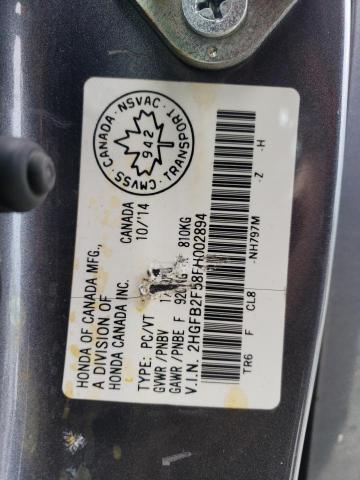 CMVSS · CANADA · NSVAC · TRANSPORT
942
HONDA OF CANADA MFG.,
A DIVISION OF
HONDA CANADA INC.
CANADA
10/'14
TYPE: PC/VT
GVWR / PNBV
GAWR / PNBE F R 810KG
V.I.N. 2HGFB2F58FH002894
TR6 F CL8 -NH797M -Z -H